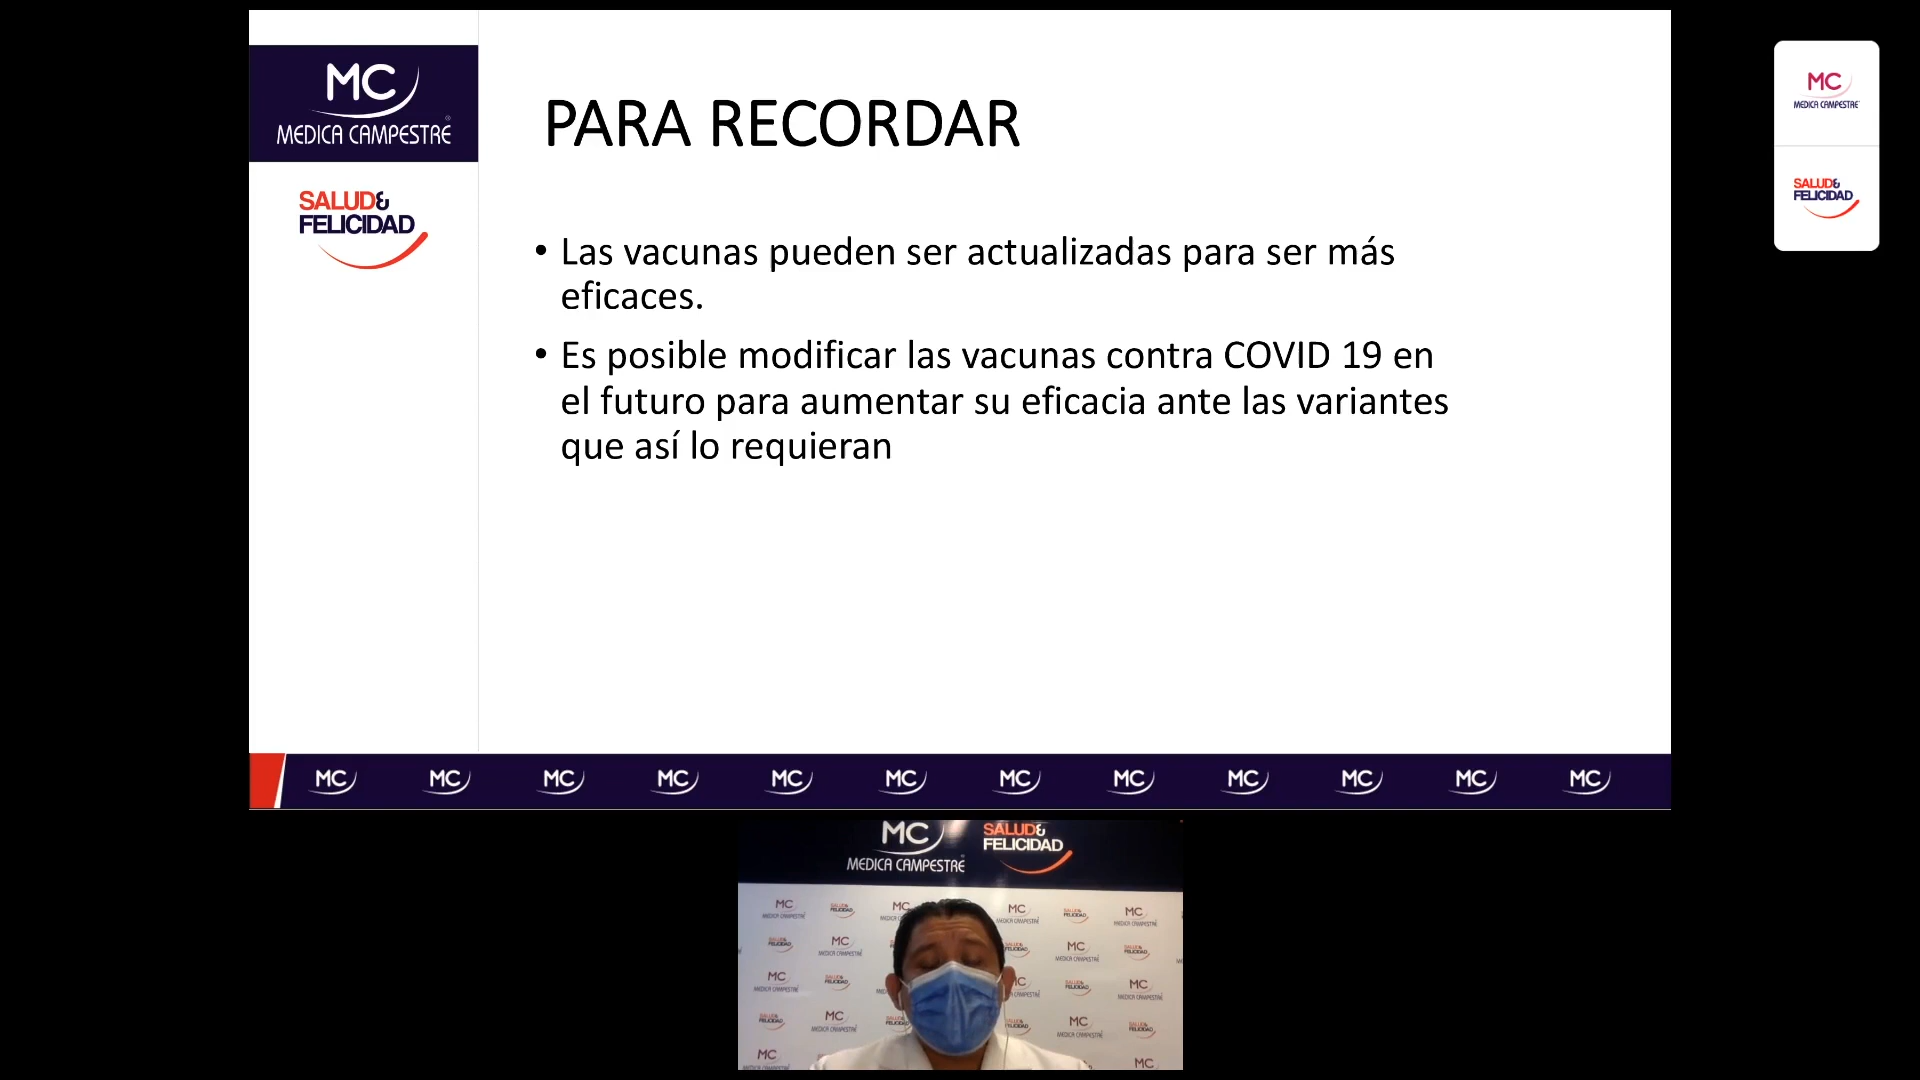 MC
MEDICA CAMPESTRE
SALUD&
FELICIDAD
PARA RECORDAR
• Las vacunas pueden ser actualizadas para ser más
eficaces.
• Es posible modificar las vacunas contra COVID 19 en
el futuro para aumentar su eficacia ante las variantes
que así lo requieran
MC
MEDICA CAMPESTRE
SALUD&
FELICIDAD
MC MC MC MC MC MC MC MC MC MC MC MC
MC
MEDICA CAMPESTRE
SALUD&
FELICIDAD